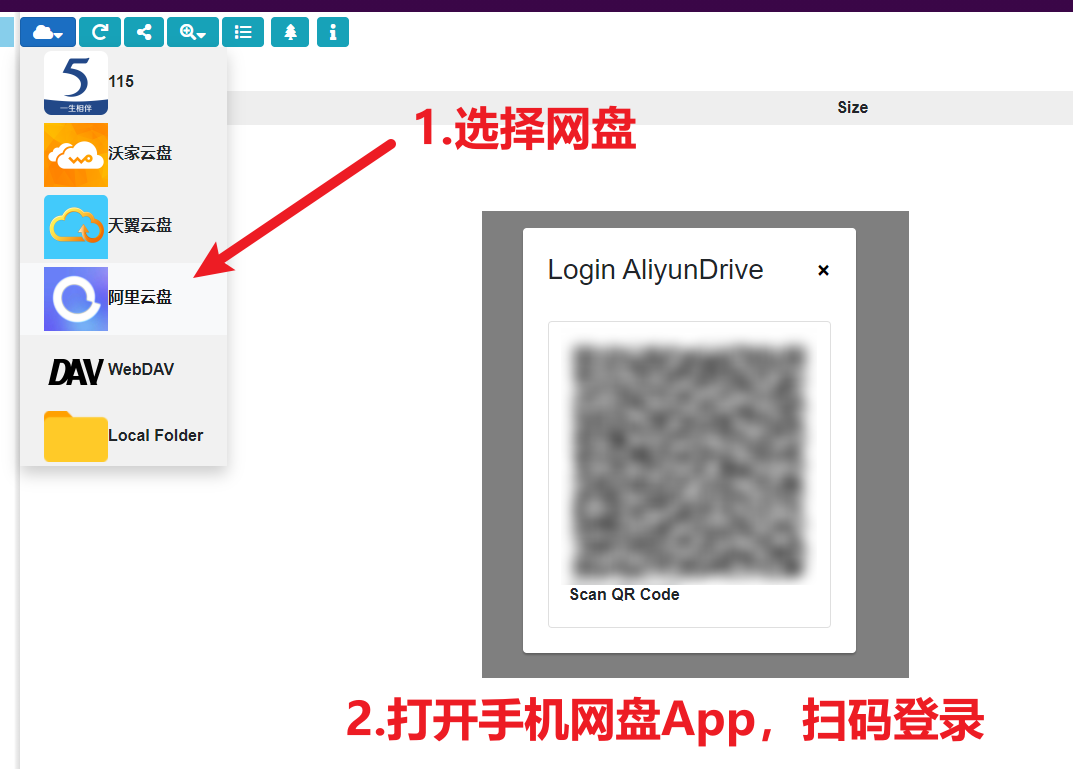 5
一生相伴
115
沃家云盘
天翼云盘
阿里云盘
DAV WebDAV
Local Folder
Size
1.选择网盘
Login AliyunDrive ×
Scan QR Code
2.打开手机网盘App，扫码登录